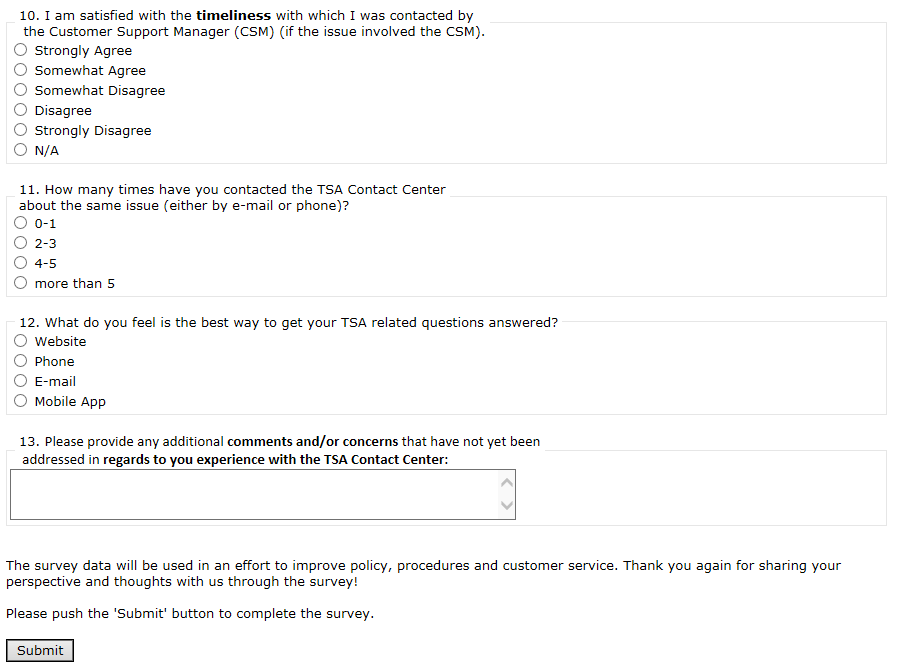 10. I am satisfied with the timeliness with which I was contacted by
the Customer Support Manager (CSM) (if the issue involved the CSM).
Strongly Agree
Somewhat Agree
Somewhat Disagree
Disagree
Strongly Disagree
N/A
11. How many times have you contacted the TSA Contact Center
about the same issue (either by e-mail or phone)?
0-1
2-3
4-5
more than 5
12. What do you feel is the best way to get your TSA related questions answered?
Website
Phone
E-mail
Mobile App
13. Please provide any additional comments and/or concerns that have not yet been
addressed in regards to you experience with the TSA Contact Center:
The survey data will be used in an effort to improve policy, procedures and customer service. Thank you again for sharing your
perspective and thoughts with us through the survey!
Please push the 'Submit' button to complete the survey.
Submit